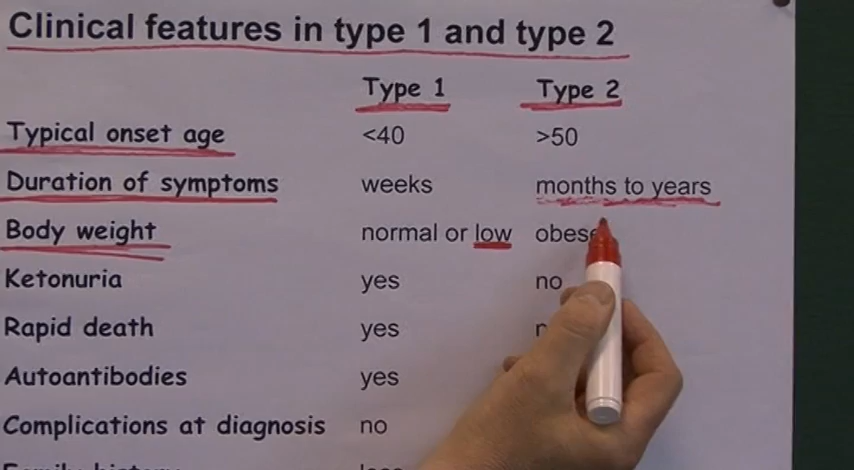 Clinical features in type 1 and type 2
Type 1 Type 2
Typical onset age <40 >50
Duration of symptoms weeks months to years
Body weight normal or low
Ketonuria yes no
Rapid death yes
Autoantibodies yes
Complications at diagnosis no